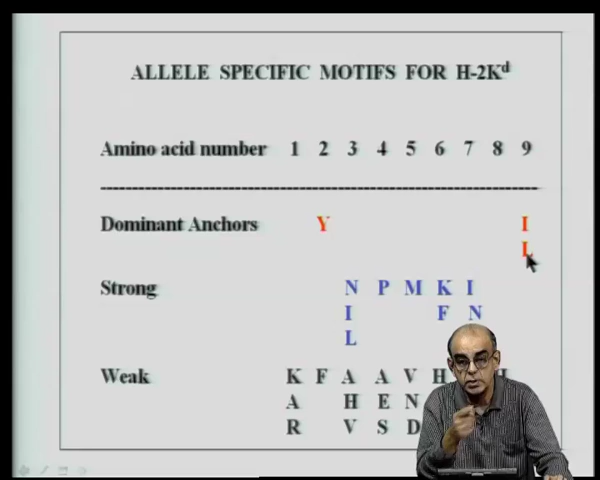 ALLELE SPECIFIC MOTIFS FOR H-2Kᵈ
Amino acid number 1 2 3 4 5 6 7 8 9
Dominant Anchors Y I
L
Strong N P M K I
I F N
L
Weak K F A A V H
A H E N
R V S D